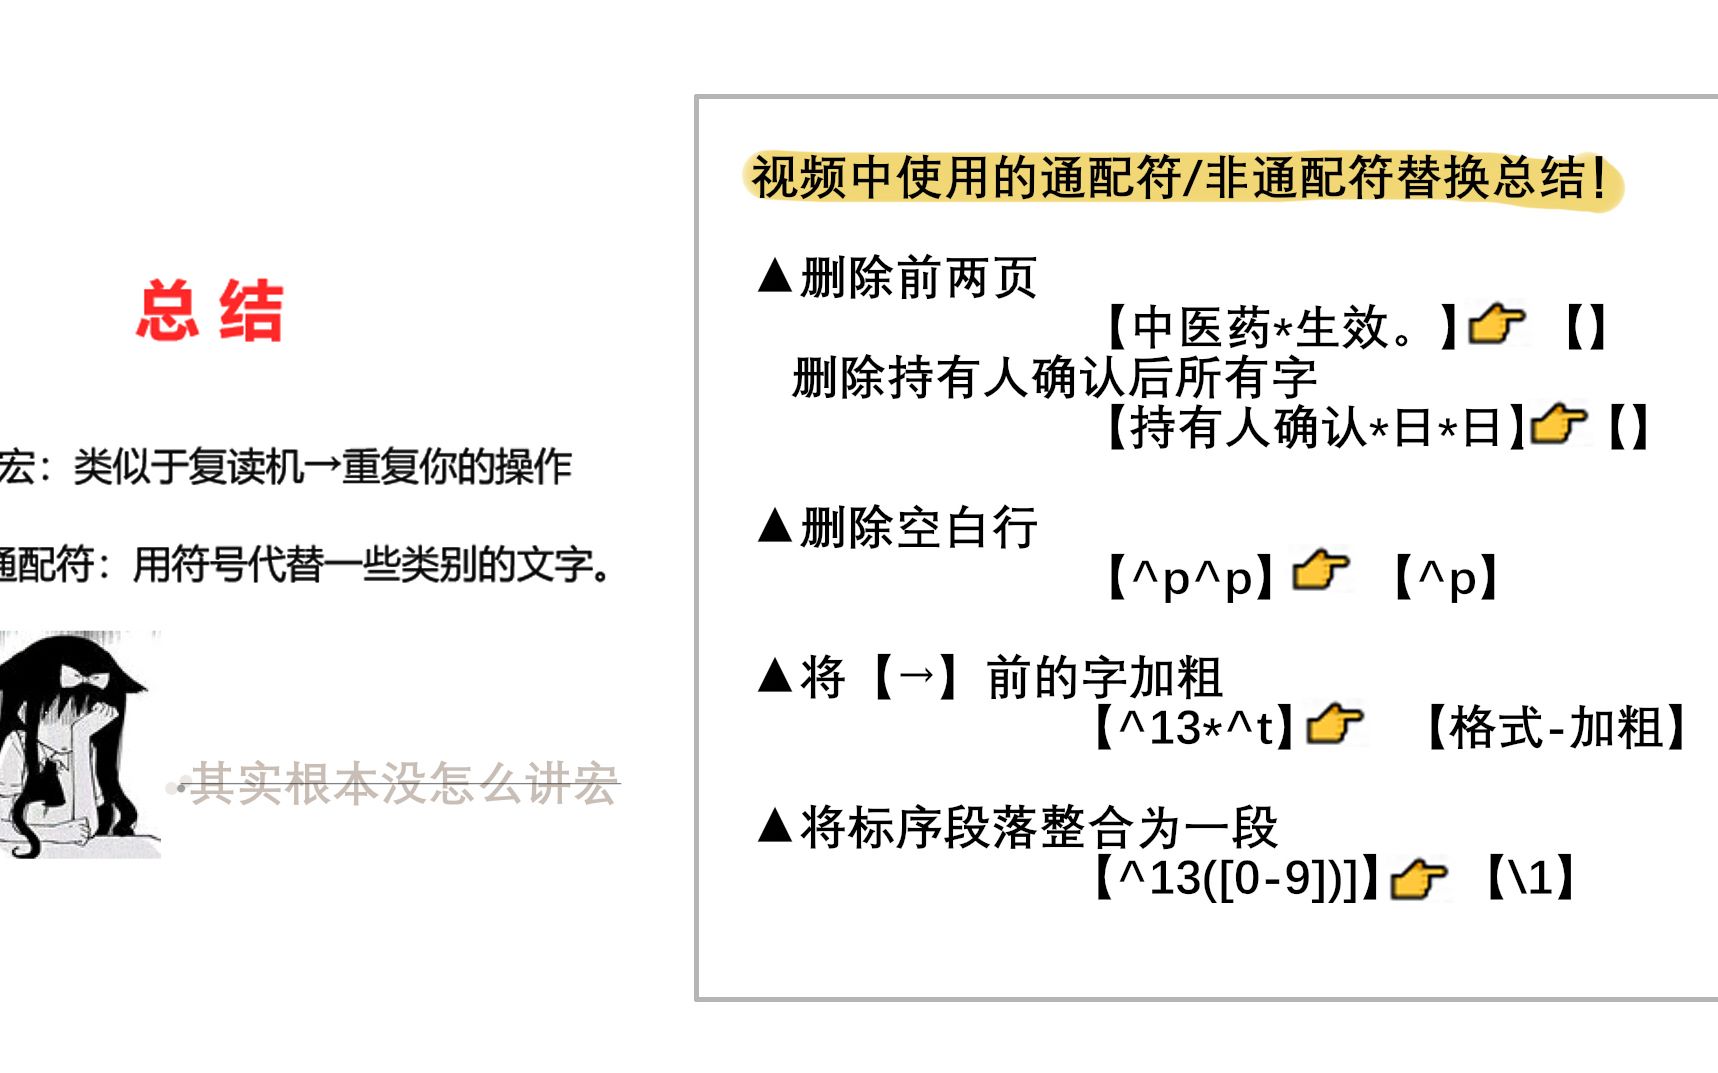 总结
宏：类似于复读机→重复你的操作
通配符：用符号代替一些类别的文字。
其实根本没怎么讲宏
视频中使用的通配符/非通配符替换总结！
▲删除前两页
【中医药*生效。】👉 【】
删除持有人确认后所有字
【持有人确认*日*日】👉【】
▲删除空白行
【^p^p】👉 【^p】
▲将【→】前的字加粗
【^13*^t】👉 【格式-加粗】
▲将标序段落整合为一段
【^13([0-9])]】👉 【\1】